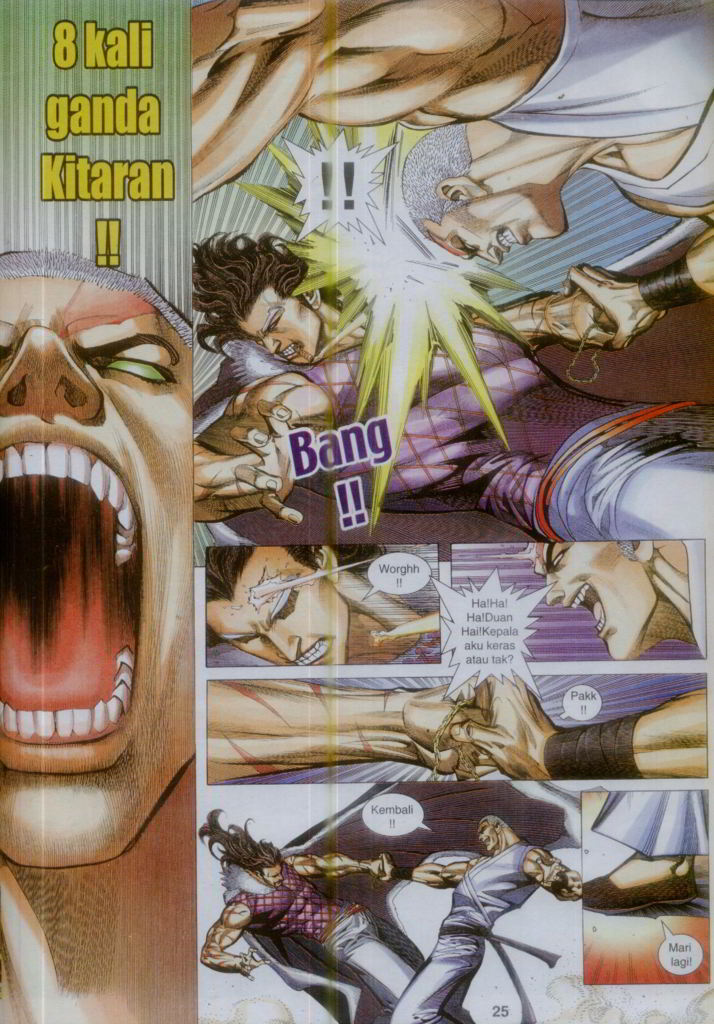 8 kali
ganda
Kitaran
!!
!!
Bang
!!
Worghh
!!
Ha!Ha!
Ha!Duan
Hai!Kepala
aku keras
atau tak?
Pakk
!!
Kembali
!!
Mari
lagi!
25